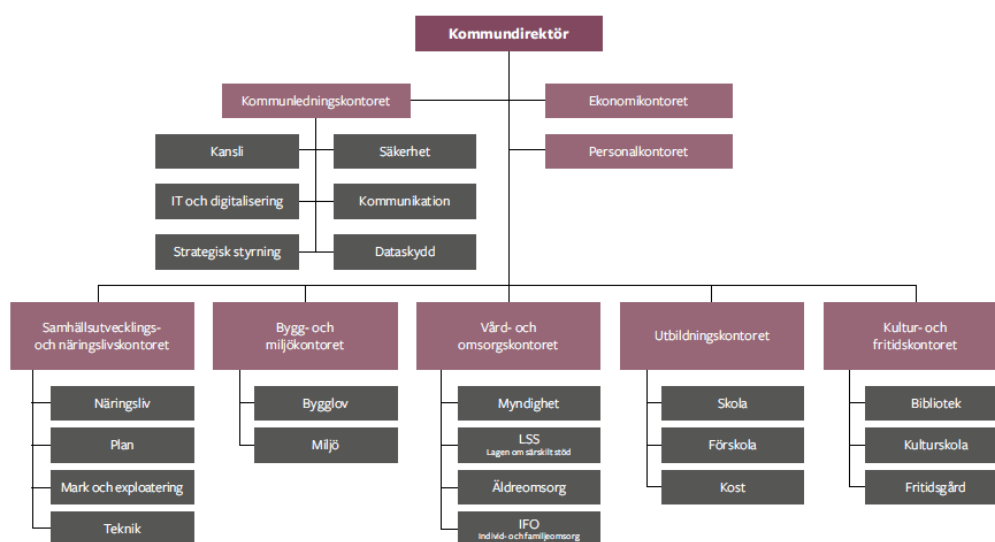 Kommundirektör
Kommunledningskontoret
Ekonomikontoret
Kansli
Säkerhet
Personalkontoret
IT och digitalisering
Kommunikation
Strategisk styrning
Dataskydd
Samhällsutvecklings-
och näringslivskontoret
Bygg- och
miljökontoret
Vård- och
omsorgskontoret
Utbildningskontoret
Kultur- och
fritidskontoret
Näringsliv
Plan
Mark och exploatering
Teknik
Bygglov
Miljö
Myndighet
LSS
Lagen om särskilt stöd
Äldreomsorg
IFO
Individ- och familjeomsorg
Skola
Förskola
Kost
Bibliotek
Kulturskola
Fritidsgård